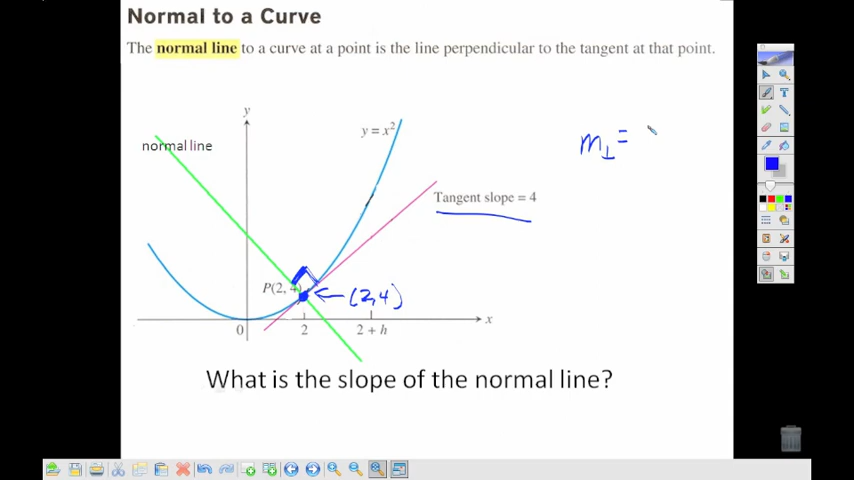 Normal to a Curve
The normal line to a curve at a point is the line perpendicular to the tangent at that point.
y
y = x²
normal line
m⊥ =
Tangent slope = 4
P(2, 4)
(2,4)
x
0
2
2 + h
What is the slope of the normal line?